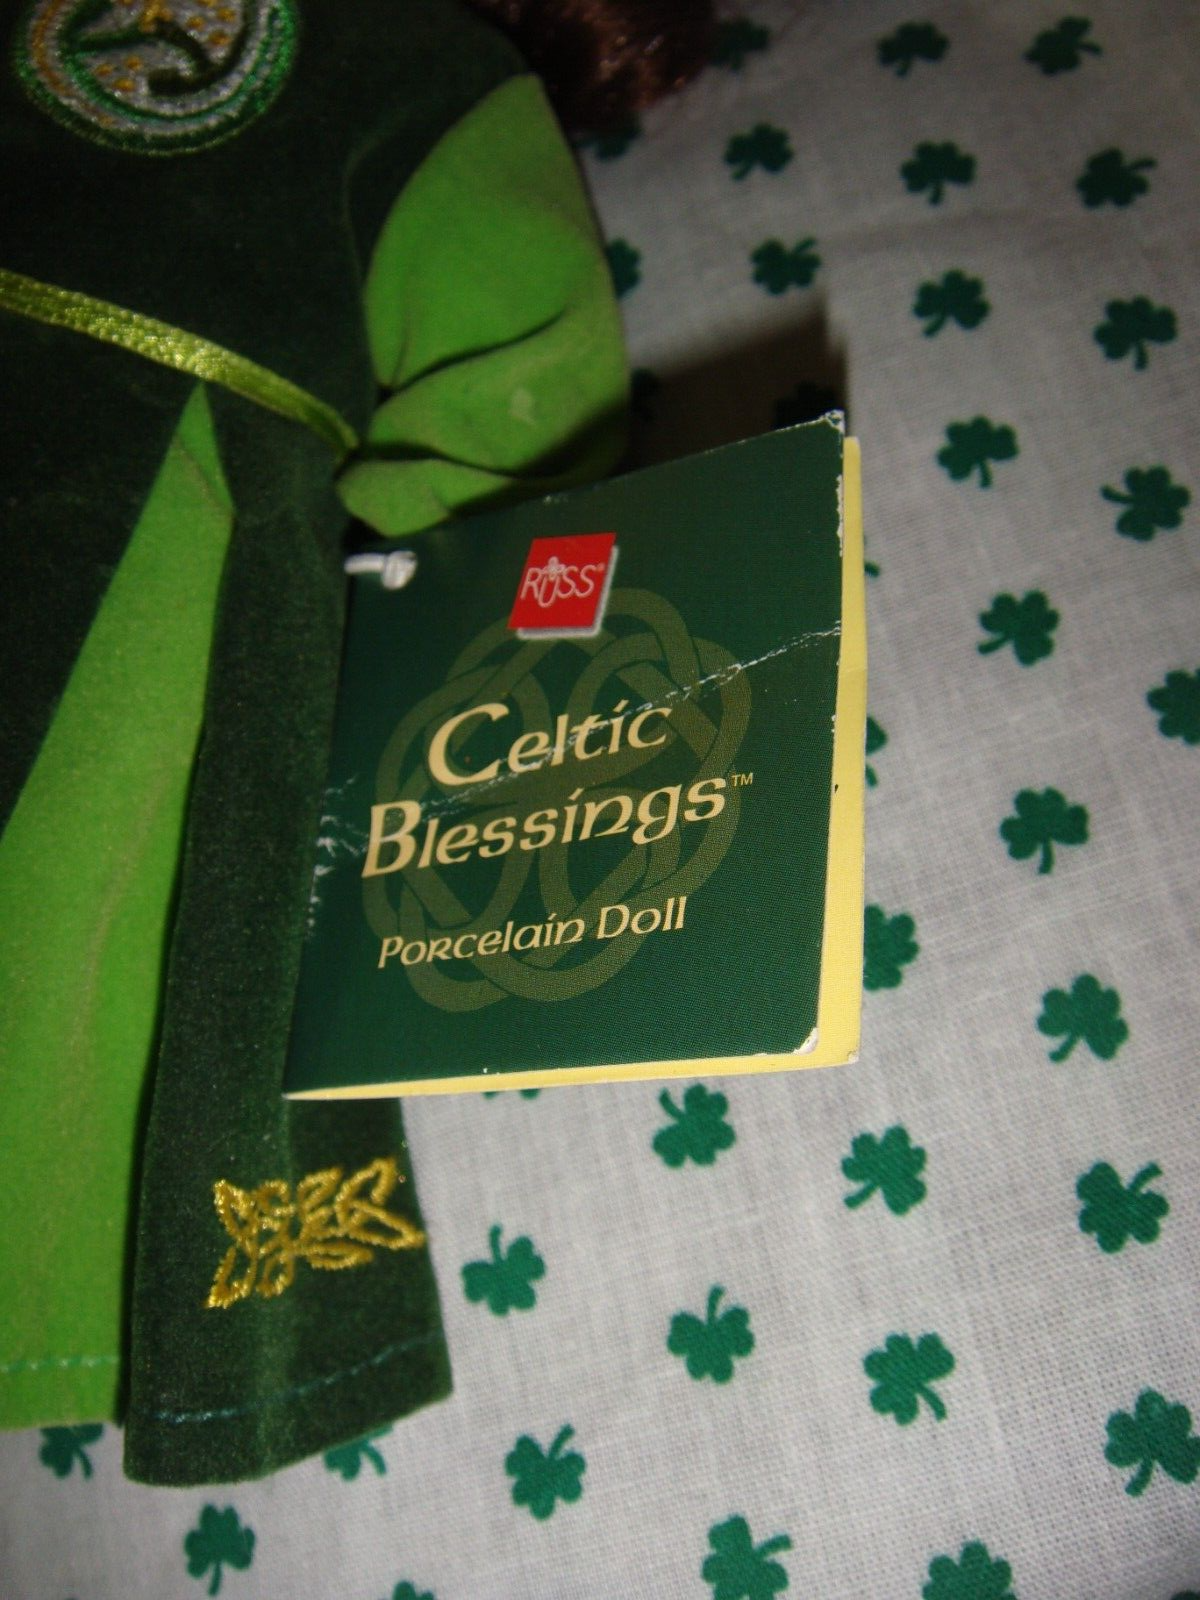 RUSS®
Celtic
Blessings™
Porcelain Doll